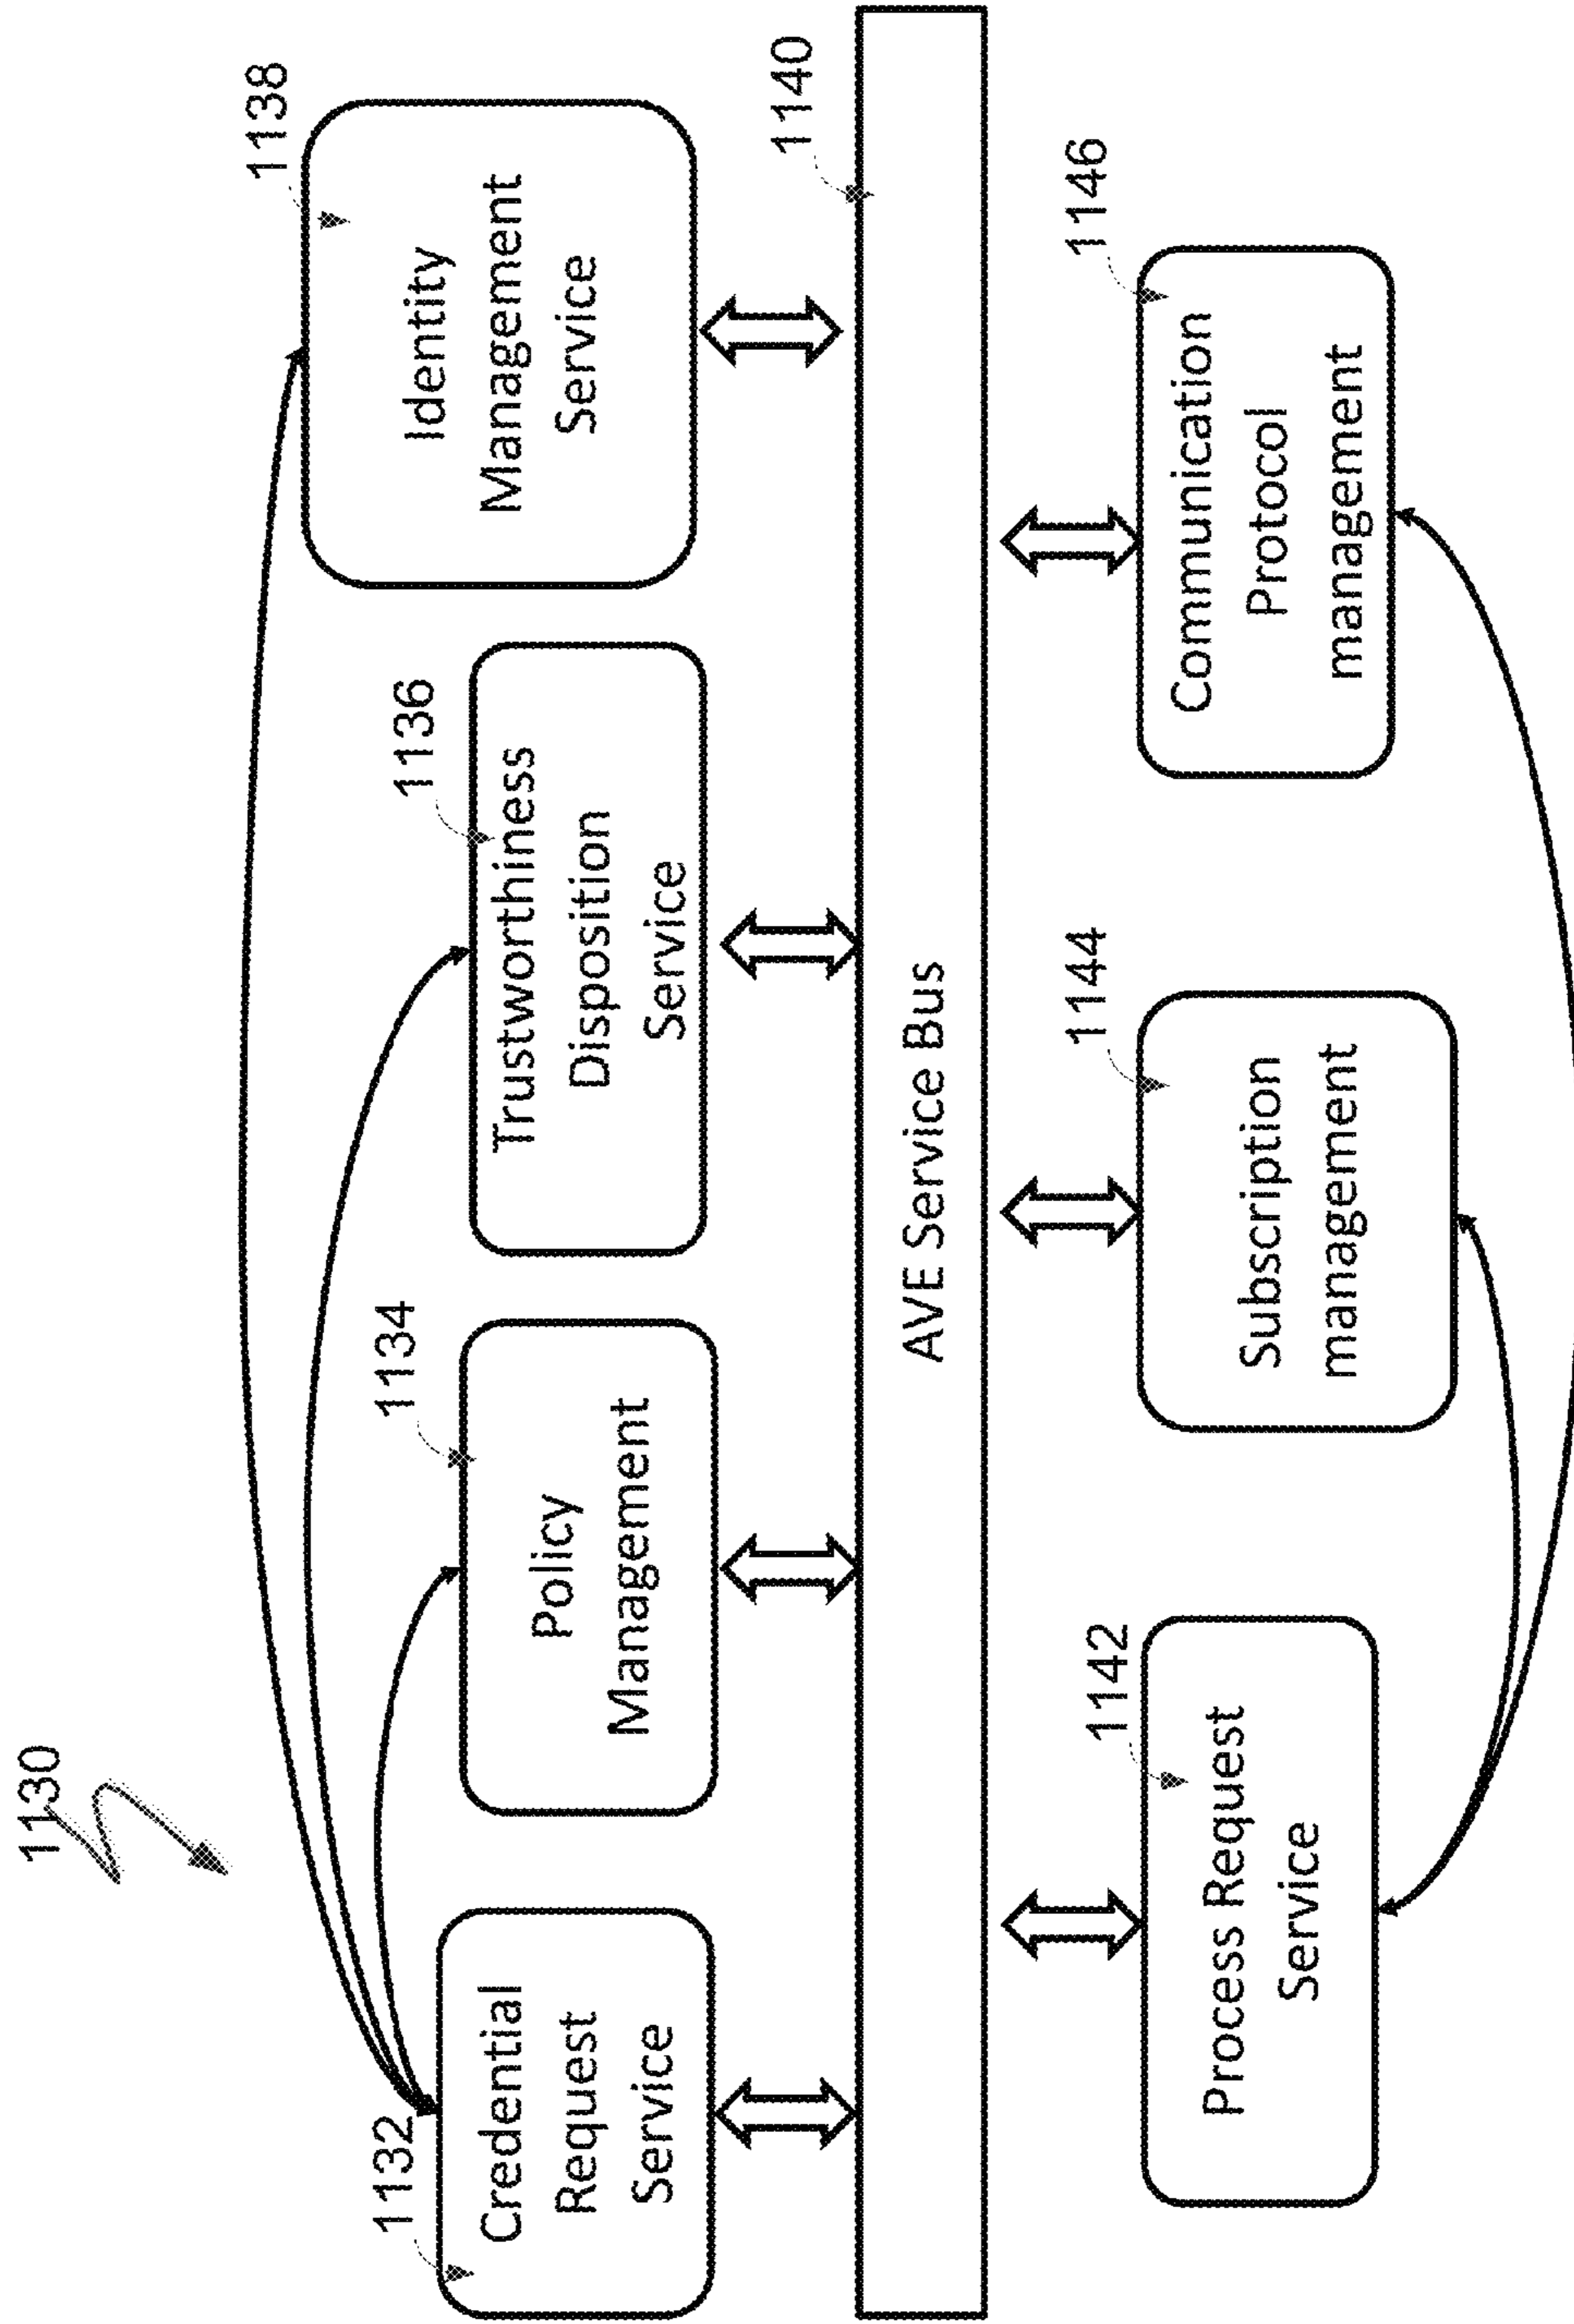 1130
1132
Credential
Request
Service
1134
Policy
Management
1136
Trustworthiness
Disposition
Service
1138
Identity
Management
Service
AVE Service Bus
1140
1142
Process Request
Service
1144
Subscription
management
1146
Communication
Protocol
management